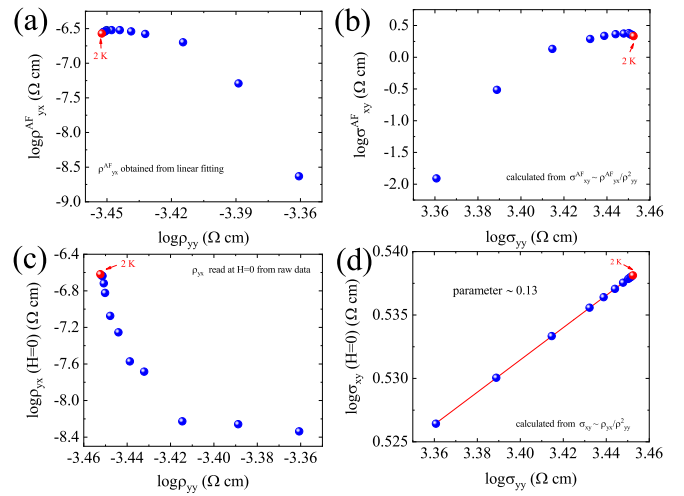 (a)
-6.5
-7.0
-7.5
-8.0
-8.5
-9.0
logρ^AF_yx (Ω cm)
2 K
ρ^AF_yx obtained from linear fitting
-3.45 -3.42 -3.39 -3.36
logρ_yy (Ω cm)
(b)
0.5
0.0
-0.5
-1.0
-1.5
-2.0
logσ^AF_xy (Ω cm)
2 K
calculated from σ^AF_xy ~ ρ^AF_yx/ρ^2_yy
3.36 3.38 3.40 3.42 3.44 3.46
logσ_yy (Ω cm)
(c)
-6.4
-6.8
-7.2
-7.6
-8.0
-8.4
logρ_yx (H=0) (Ω cm)
2 K
ρ_yx read at H=0 from raw data
-3.46 -3.44 -3.42 -3.40 -3.38 -3.36
logρ_yy (Ω cm)
(d)
0.540
0.535
0.530
0.525
logσ_xy (H=0) (Ω cm)
2 K
parameter ~ 0.13
calculated from σ_xy ~ ρ_yx/ρ^2_yy
3.36 3.38 3.40 3.42 3.44 3.46
logσ_yy (Ω cm)